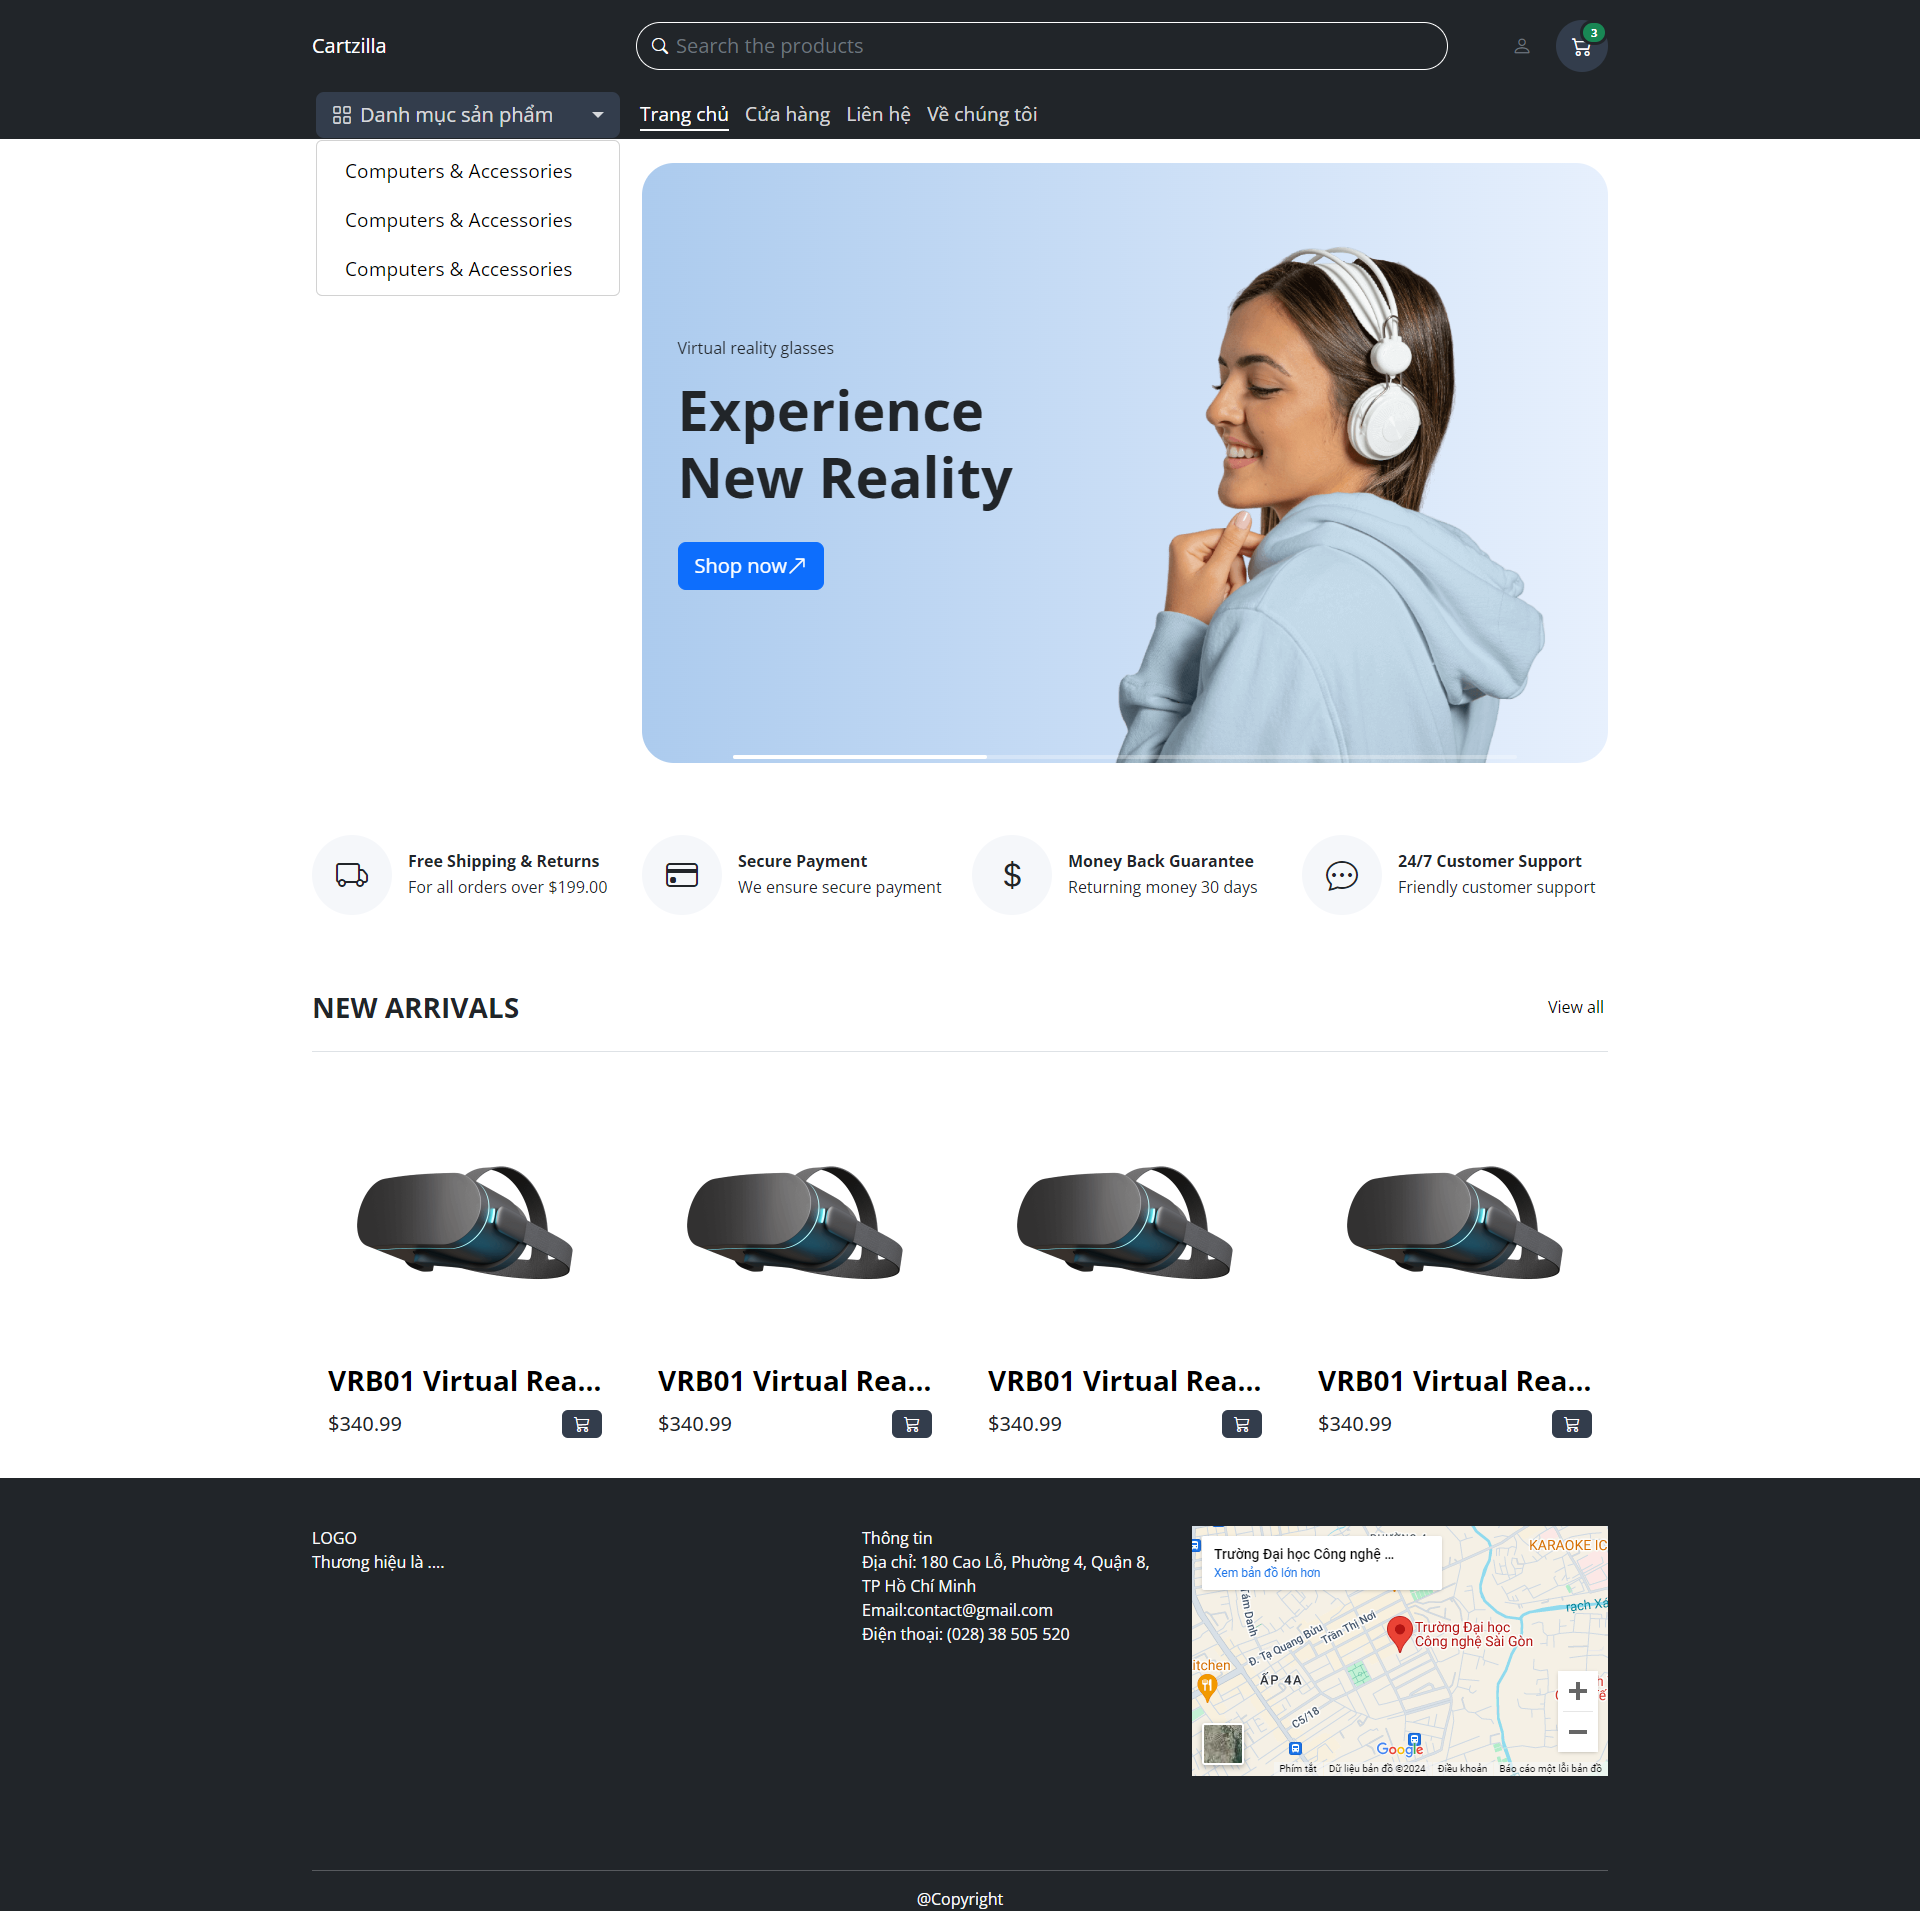 Cartzilla
Search the products
3
Danh mục sản phẩm
Trang chủ
Cửa hàng
Liên hệ
Về chúng tôi
Computers & Accessories
Computers & Accessories
Computers & Accessories
Virtual reality glasses
Experience
New Reality
Shop now
Free Shipping & Returns
For all orders over $199.00
Secure Payment
We ensure secure payment
Money Back Guarantee
Returning money 30 days
24/7 Customer Support
Friendly customer support
NEW ARRIVALS
View all
VRB01 Virtual Rea...
$340.99
VRB01 Virtual Rea...
$340.99
VRB01 Virtual Rea...
$340.99
VRB01 Virtual Rea...
$340.99
LOGO
Thương hiệu là ....
Thông tin
Địa chỉ: 180 Cao Lỗ, Phường 4, Quận 8,
TP Hồ Chí Minh
Email:contact@gmail.com
Điện thoại: (028) 38 505 520
Trường Đại học Công nghệ ...
Xem bản đồ lớn hơn
KARAOKE IC
rạch Xá
Đ. Tạ Quang Bửu
Trần Thị Nơi
Trường Đại học
Công nghệ Sài Gòn
itchen
ẤP 4A
C5/18
Google
Phím tắt
Dữ liệu bản đồ ©2024
Điều khoản
Báo cáo một lỗi bản đồ
@Copyright